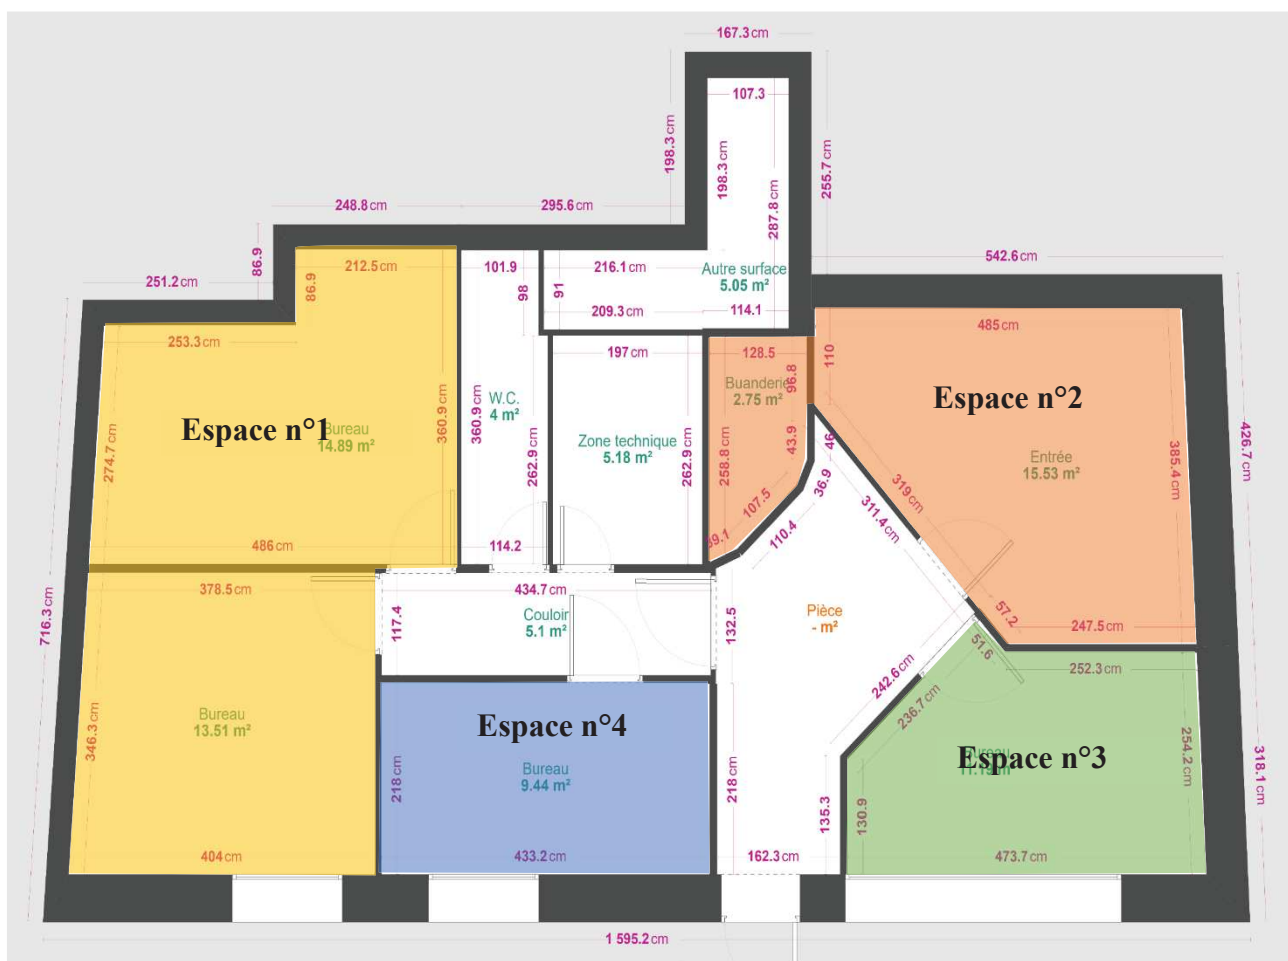 167.3 cm
107.3
198.3 cm
198.3 cm
287.8 cm
255.7 cm
248.8 cm
295.6 cm
86.9
251.2 cm
542.6 cm
212.5 cm
86.9
101.9
98
216.1 cm
91
209.3 cm
Autre surface
5.05 m²
114.1
253.3 cm
274.7 cm
360.9 cm
Espace n°1
Bureau
14.89 m²
486 cm
360.9 cm
W.C.
4 m²
262.9 cm
114.2
197 cm
Zone technique
5.18 m²
262.9 cm
128.5
Buanderie
2.75 m²
96.8
43.9
258.8 cm
107.5
110.4
36.9
46
110
485 cm
Espace n°2
Entrée
15.53 m²
319 cm
311.4 cm
385.4 cm
426.7 cm
57.2
247.5 cm
51.6
252.3 cm
716.3 cm
378.5 cm
346.3 cm
Bureau
13.51 m²
404 cm
117.4
434.7 cm
Couloir
5.1 m²
132.5
Pièce
- m²
242.6 cm
236.7 cm
Espace n°4
Bureau
9.44 m²
218 cm
433.2 cm
218 cm
162.3 cm
135.3
130.9
Espace n°3
473.7 cm
254.2 cm
318.1 cm
1 595.2 cm